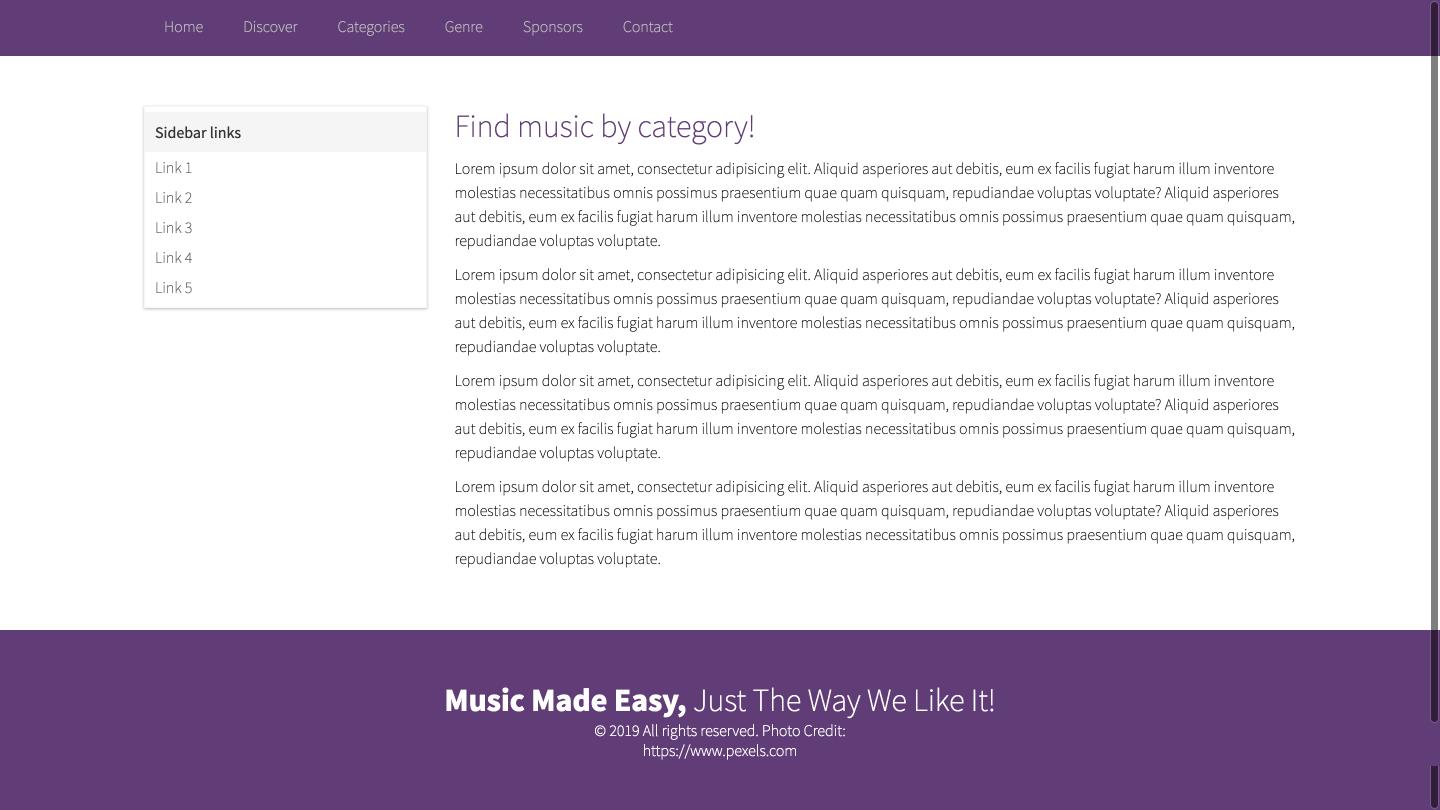 Home Discover Categories Genre Sponsors Contact
Sidebar links
Link 1
Link 2
Link 3
Link 4
Link 5
Find music by category!
Lorem ipsum dolor sit amet, consectetur adipisicing elit. Aliquid asperiores aut debitis, eum ex facilis fugiat harum illum inventore
molestias necessitatibus omnis possimus praesentium quae quam quisquam, repudiandae voluptas voluptate? Aliquid asperiores
aut debitis, eum ex facilis fugiat harum illum inventore molestias necessitatibus omnis possimus praesentium quae quam quisquam,
repudiandae voluptas voluptate.
Lorem ipsum dolor sit amet, consectetur adipisicing elit. Aliquid asperiores aut debitis, eum ex facilis fugiat harum illum inventore
molestias necessitatibus omnis possimus praesentium quae quam quisquam, repudiandae voluptas voluptate? Aliquid asperiores
aut debitis, eum ex facilis fugiat harum illum inventore molestias necessitatibus omnis possimus praesentium quae quam quisquam,
repudiandae voluptas voluptate.
Lorem ipsum dolor sit amet, consectetur adipisicing elit. Aliquid asperiores aut debitis, eum ex facilis fugiat harum illum inventore
molestias necessitatibus omnis possimus praesentium quae quam quisquam, repudiandae voluptas voluptate? Aliquid asperiores
aut debitis, eum ex facilis fugiat harum illum inventore molestias necessitatibus omnis possimus praesentium quae quam quisquam,
repudiandae voluptas voluptate.
Lorem ipsum dolor sit amet, consectetur adipisicing elit. Aliquid asperiores aut debitis, eum ex facilis fugiat harum illum inventore
molestias necessitatibus omnis possimus praesentium quae quam quisquam, repudiandae voluptas voluptate? Aliquid asperiores
aut debitis, eum ex facilis fugiat harum illum inventore molestias necessitatibus omnis possimus praesentium quae quam quisquam,
repudiandae voluptas voluptate.
Music Made Easy, Just The Way We Like It!
© 2019 All rights reserved. Photo Credit:
https://www.pexels.com